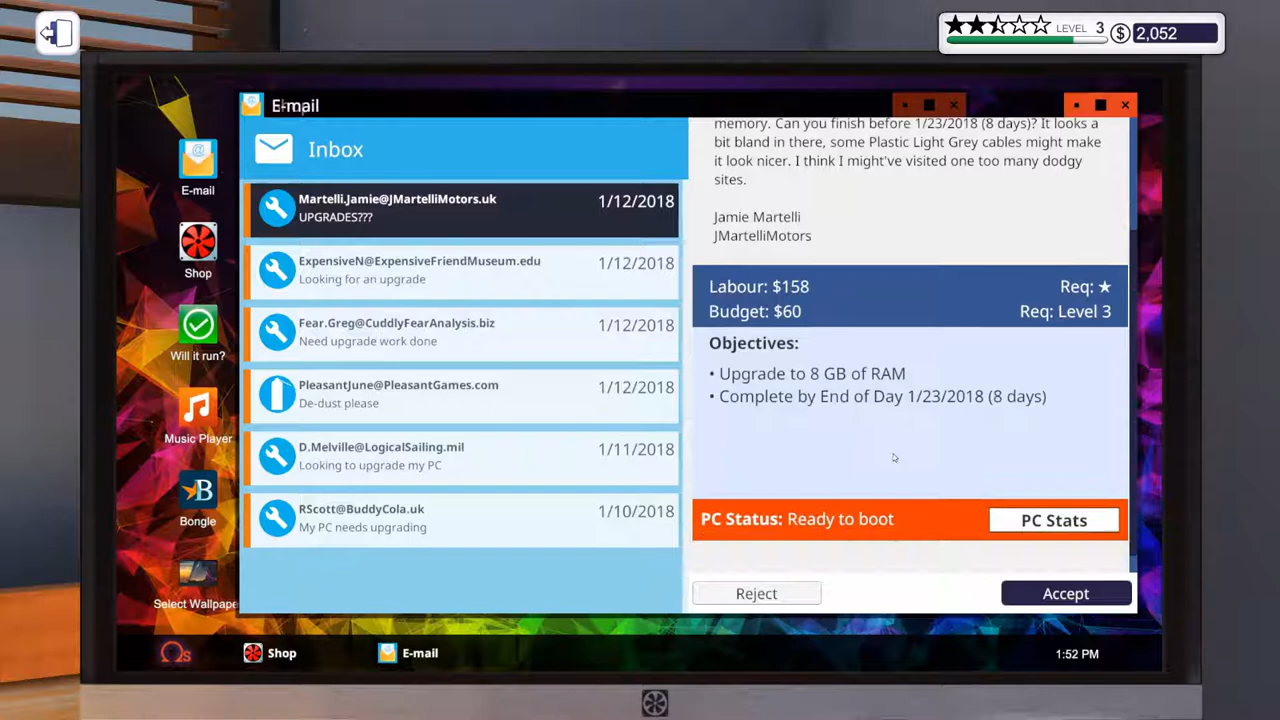 LEVEL 3
$ 2,052
E-mail
Inbox
Martelli.Jamie@JMartelliMotors.uk 1/12/2018
UPGRADES???
ExpensiveN@ExpensiveFriendMuseum.edu 1/12/2018
Looking for an upgrade
Fear.Greg@CuddlyFearAnalysis.biz 1/12/2018
Need upgrade work done
PleasantJune@PleasantGames.com 1/12/2018
De-dust please
D.Melville@LogicalSailing.mil 1/11/2018
Looking to upgrade my PC
RScott@BuddyCola.uk 1/10/2018
My PC needs upgrading
memory. Can you finish before 1/23/2018 (8 days)? It looks a
bit bland in there, some Plastic Light Grey cables might make
it look nicer. I think I might've visited one too many dodgy
sites.
Jamie Martelli
JMartelliMotors
Labour: $158 Req: ★
Budget: $60 Req: Level 3
Objectives:
• Upgrade to 8 GB of RAM
• Complete by End of Day 1/23/2018 (8 days)
PC Status: Ready to boot PC Stats
Reject Accept
E-mail
Shop
Will it run?
Music Player
Bongle
Select Wallpape
Ωs Shop E-mail 1:52 PM